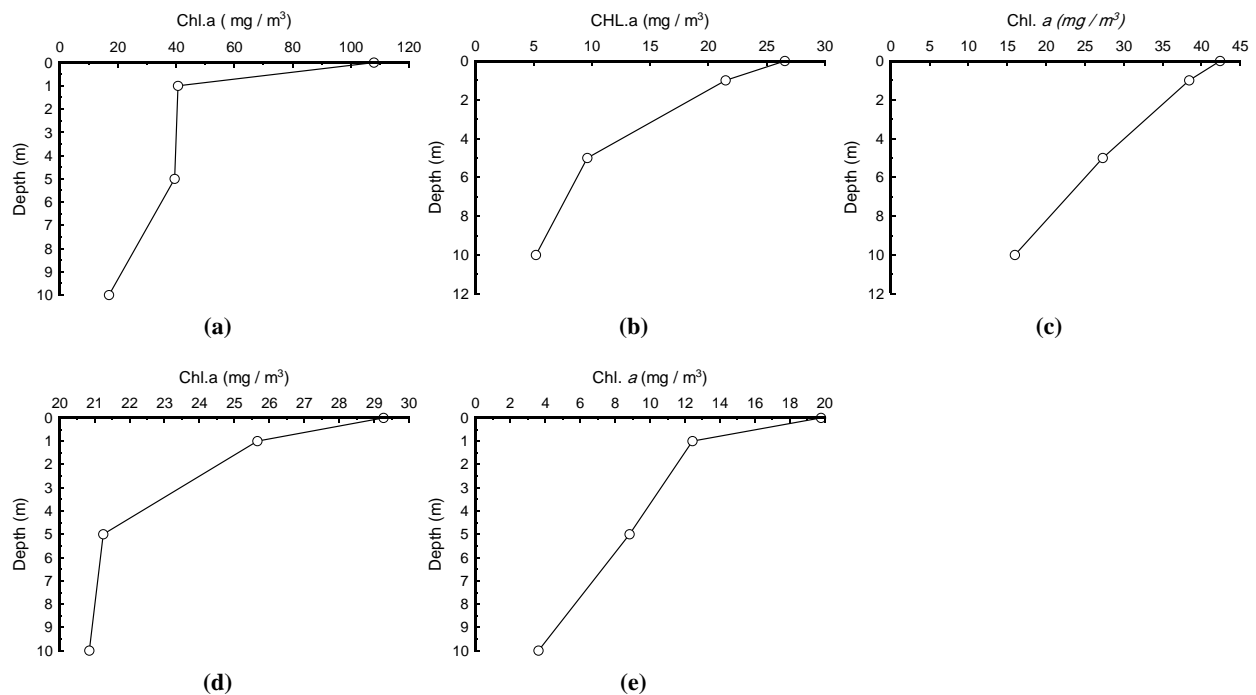 Chl.a ( mg / m³)
0 20 40 60 80 100 120
Depth (m)
0
1
2
3
4
5
6
7
8
9
10
(a)
CHL.a (mg / m³)
0 5 10 15 20 25 30
Depth (m)
0
2
4
6
8
10
12
(b)
Chl. a (mg / m³)
0 5 10 15 20 25 30 35 40 45
Depth (m)
0
2
4
6
8
10
12
(c)
Chl.a (mg / m³)
20 21 22 23 24 25 26 27 28 29 30
Depth (m)
0
1
2
3
4
5
6
7
8
9
10
(d)
Chl. a (mg / m³)
0 2 4 6 8 10 12 14 16 18 20
Depth (m)
0
1
2
3
4
5
6
7
8
9
10
(e)